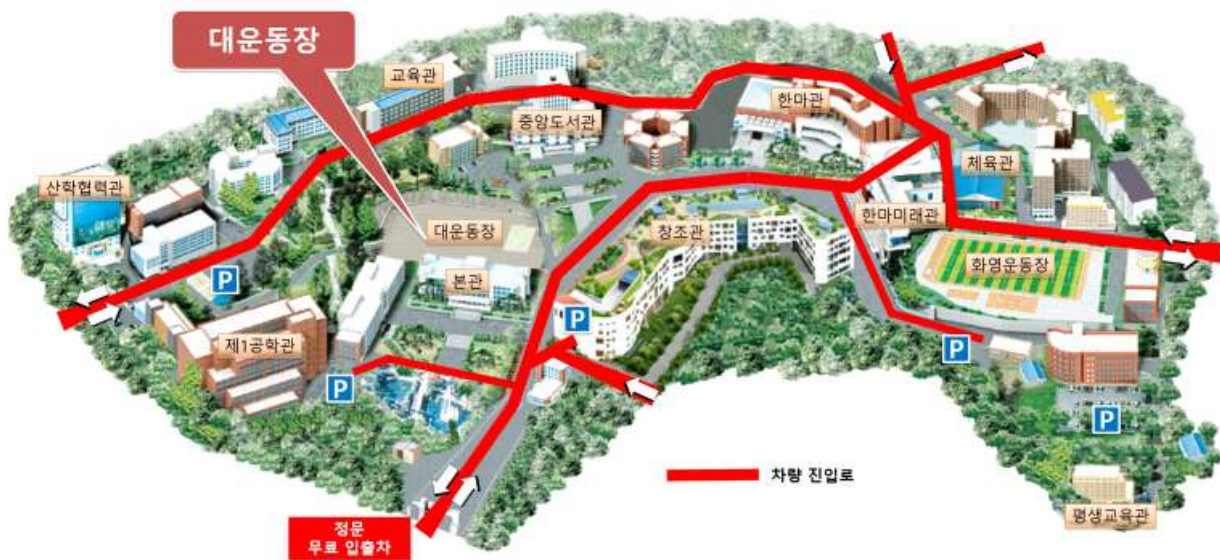 대운동장
교육관
한마관
중앙도서관
체육관
산학협력관
한마미래관
대운동장
창조관
화영운동장
본관
P
P
제1공학관
P
P
P
차량 진입로
평생교육관
정문
무료 입출차